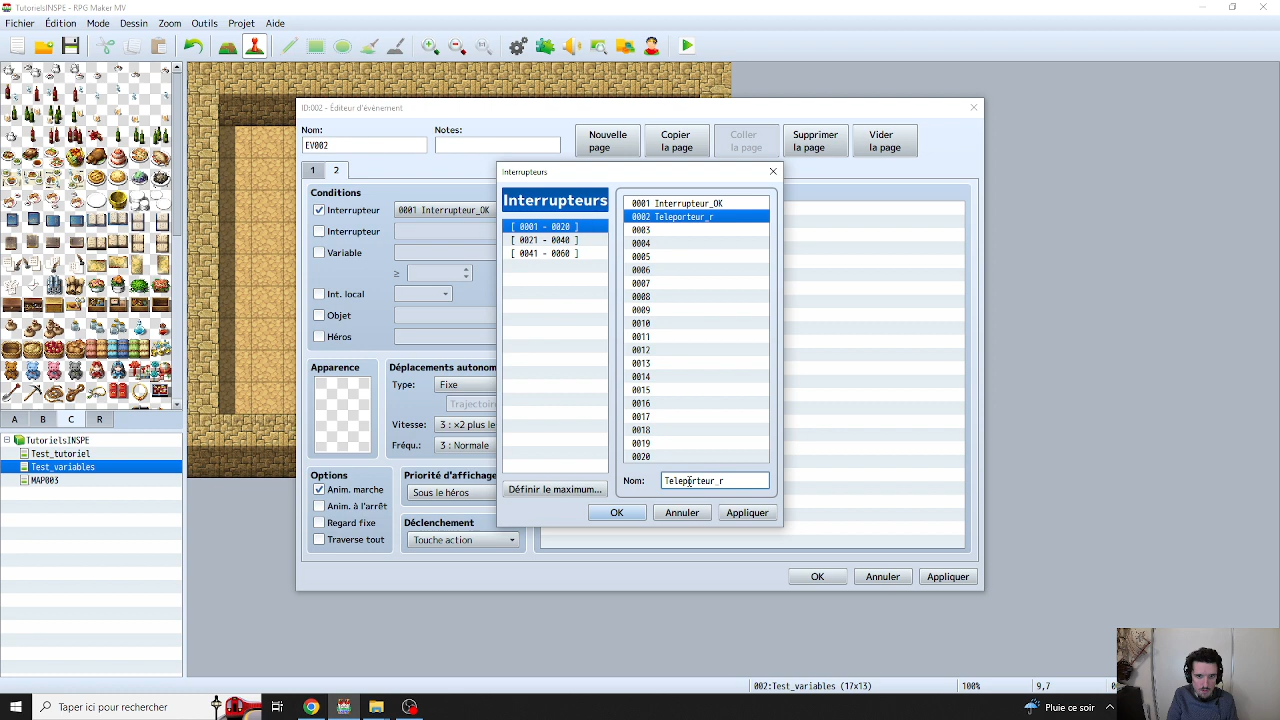 TutorielsINSPE - RPG Maker MV
Fichier Édition Mode Dessin Zoom Outils Projet Aide
ID:002 - Éditeur d'événement
Nom: Notes:
EV002
Nouvelle page
Copier la page
Coller la page
Supprimer la page
Vider la page
1 2
Conditions
Interrupteur 0001 Interrupteur_OK
Interrupteur
Variable
≥
Int. local
Objet
Héros
Apparence
Déplacements autonom
Type: Fixe
Trajectoire
Vitesse: 3 : ×2 plus le
Fréqu.: 3 : Normale
Options
Anim. marche
Anim. à l'arrêt
Regard fixe
Traverse tout
Priorité d'affichage
Sous le héros
Déclenchement
Touche action
OK Annuler Appliquer
Interrupteurs
Interrupteurs
[ 0001 - 0020 ]
[ 0021 - 0040 ]
[ 0041 - 0060 ]
Définir le maximum...
0001 Interrupteur_OK
0002 Teleporteur_r
0003
0004
0005
0006
0007
0008
0009
0010
0011
0012
0013
0014
0015
0016
0017
0018
0019
0020
Nom: Teleporteur_r
OK Annuler Appliquer
A B C R
TutorielsINSPE
Test_tutoriel
Test_variables
MAP003
002:Test_variables (17x13) 100% 9,7
Taper ici pour rechercher
Pluie ce soir